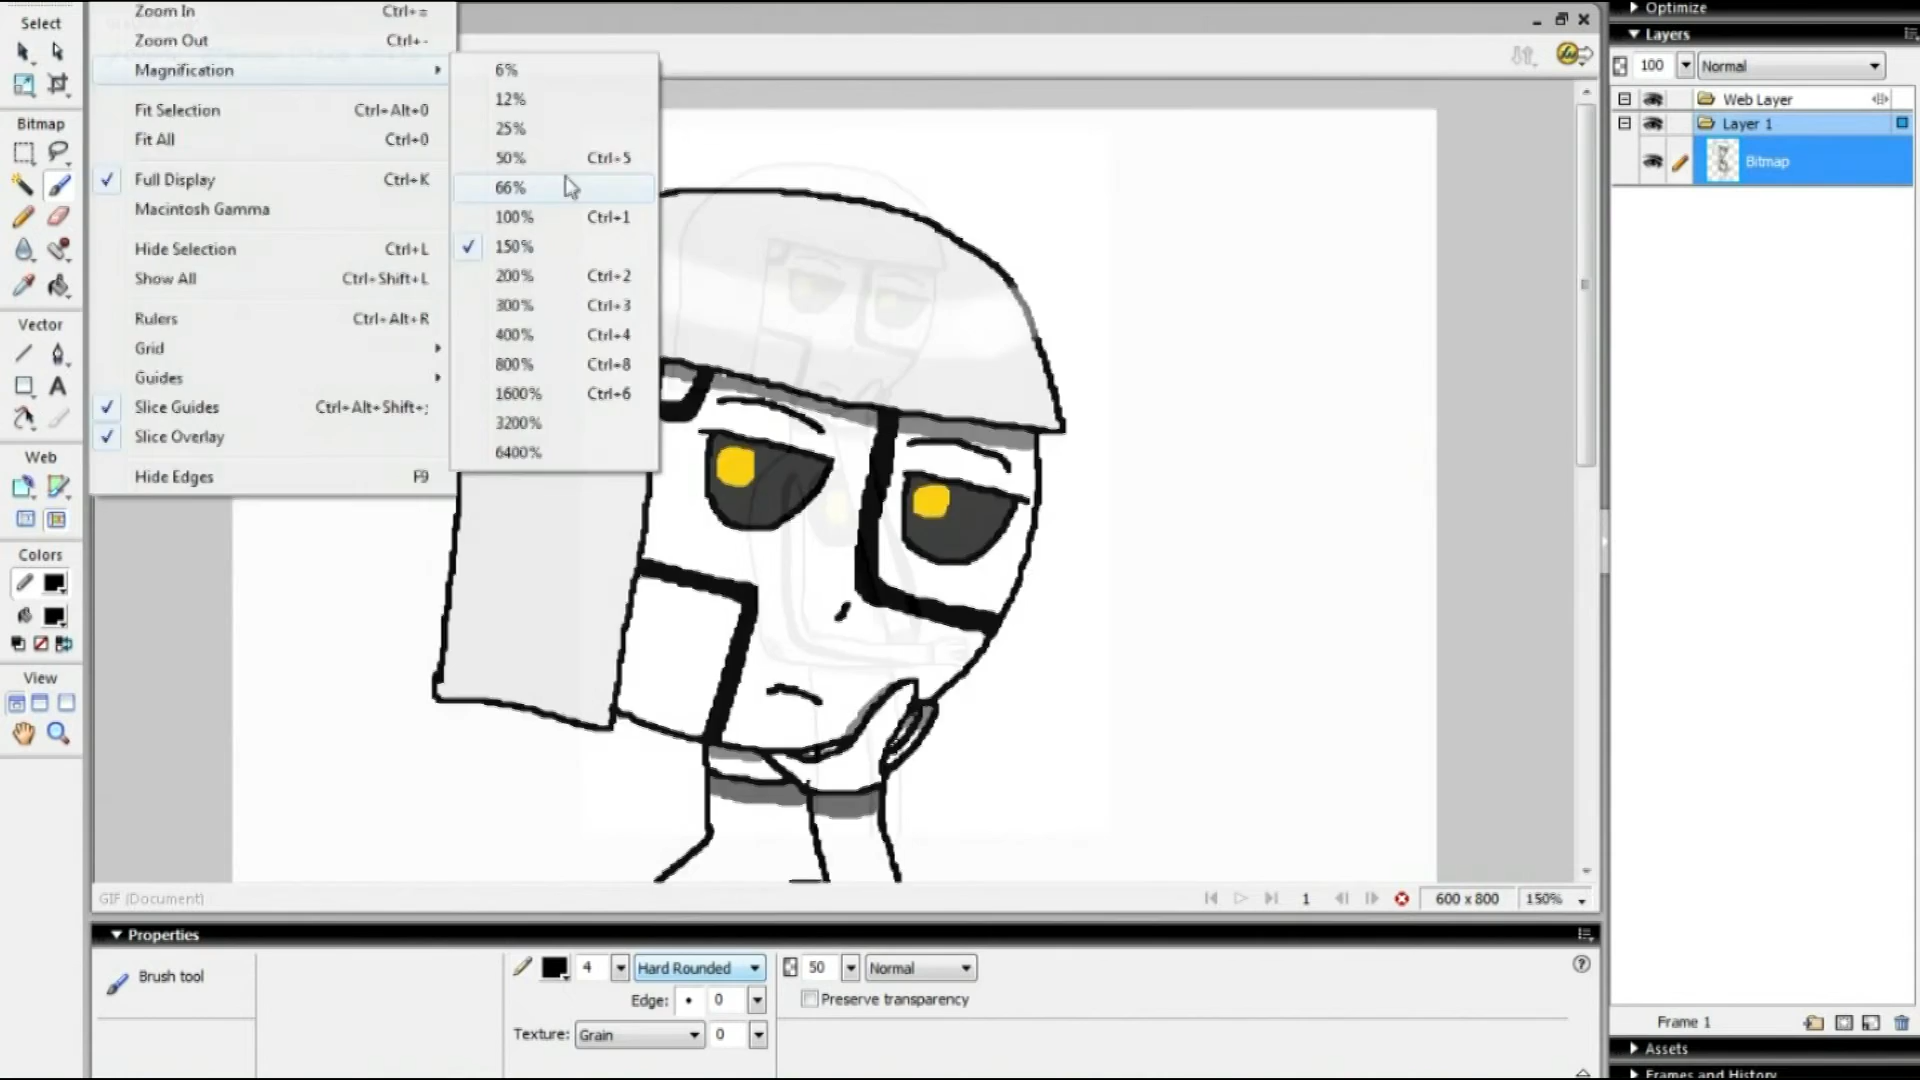 Select
Bitmap
Vector
Web
Colors
View
Zoom In Ctrl+=
Zoom Out Ctrl+-
Magnification
Fit Selection Ctrl+Alt+0
Fit All Ctrl+0
Full Display Ctrl+K
Macintosh Gamma
Hide Selection Ctrl+L
Show All Ctrl+Shift+L
Rulers Ctrl+Alt+R
Grid
Guides
Slice Guides Ctrl+Alt+Shift+;
Slice Overlay
Hide Edges F9
6%
12%
25%
50% Ctrl+5
66%
100% Ctrl+1
150%
200% Ctrl+2
300% Ctrl+3
400% Ctrl+4
800% Ctrl+8
1600% Ctrl+6
3200%
6400%
GIF (Document)
1
600 x 800
150%
Properties
Brush tool
4
Hard Rounded
50
Normal
Edge:
0
Preserve transparency
Texture:
Grain
0
Optimize
Layers
100
Normal
Web Layer
Layer 1
Bitmap
Frame 1
Assets
Frames and History